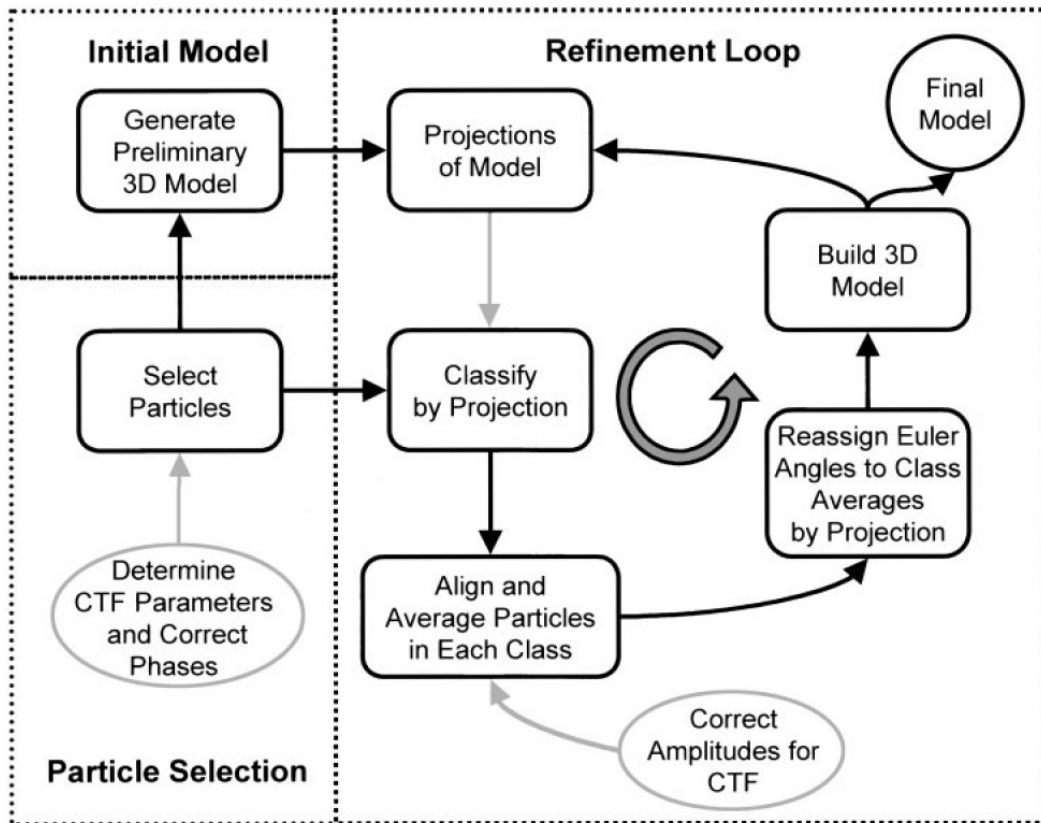 Initial Model
Generate
Preliminary
3D Model
Select
Particles
Determine
CTF Parameters
and Correct
Phases
Particle Selection
Refinement Loop
Projections
of Model
Classify
by Projection
Align and
Average Particles
in Each Class
Correct
Amplitudes for
CTF
Reassign Euler
Angles to Class
Averages
by Projection
Build 3D
Model
Final
Model